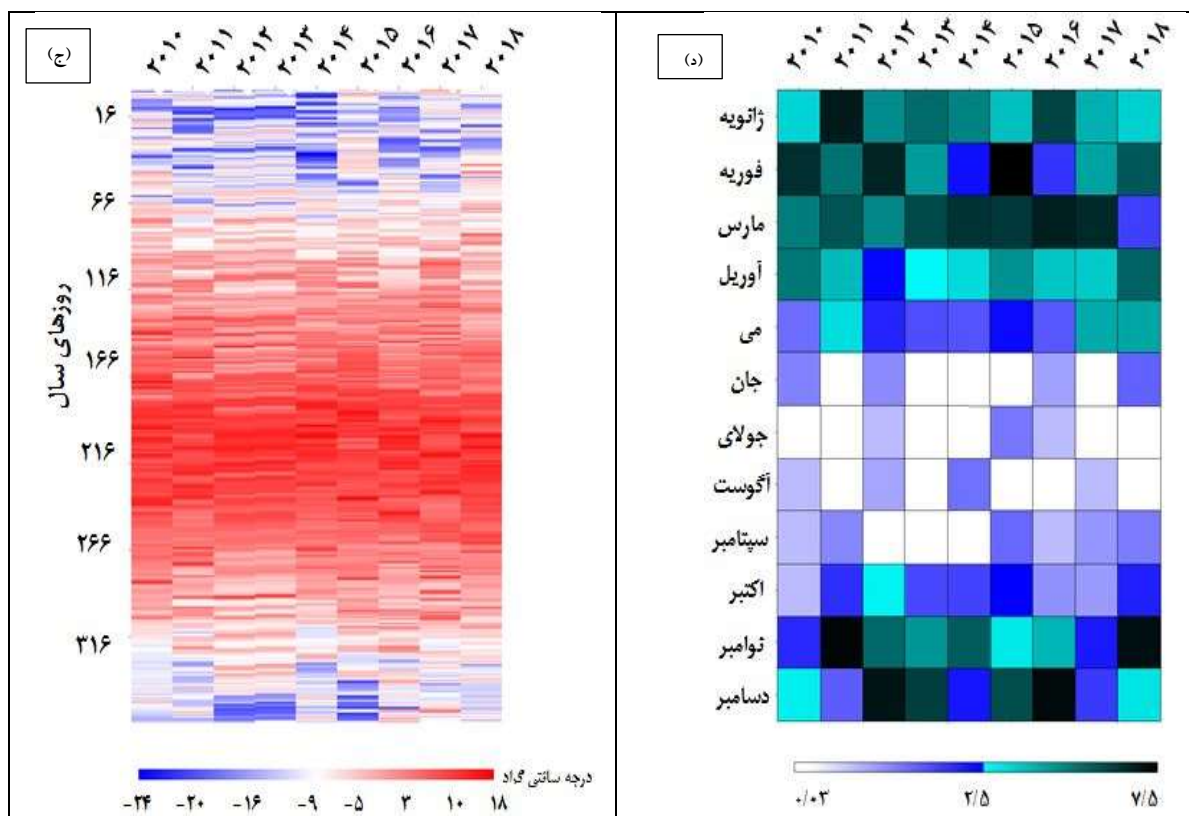 (ج)
۲۰۱۰ ۲۰۱۱ ۲۰۱۲ ۲۰۱۳ ۲۰۱۴ ۲۰۱۵ ۲۰۱۶ ۲۰۱۷ ۲۰۱۸
روزهای سال
۱۶
۶۶
۱۱۶
۱۶۶
۲۱۶
۲۶۶
۳۱۶
درجه سانتی گراد
-۲۴ -۲۰ -۱۶ -۹ -۵ ۳ ۱۰ ۱۸
(د)
۲۰۱۰ ۲۰۱۱ ۲۰۱۲ ۲۰۱۳ ۲۰۱۴ ۲۰۱۵ ۲۰۱۶ ۲۰۱۷ ۲۰۱۸
ژانویه
فوریه
مارس
آوریل
می
جان
جولای
آگوست
سپتامبر
اکتبر
نوامبر
دسامبر
۰/۰۳ ۲/۵ ۷/۵